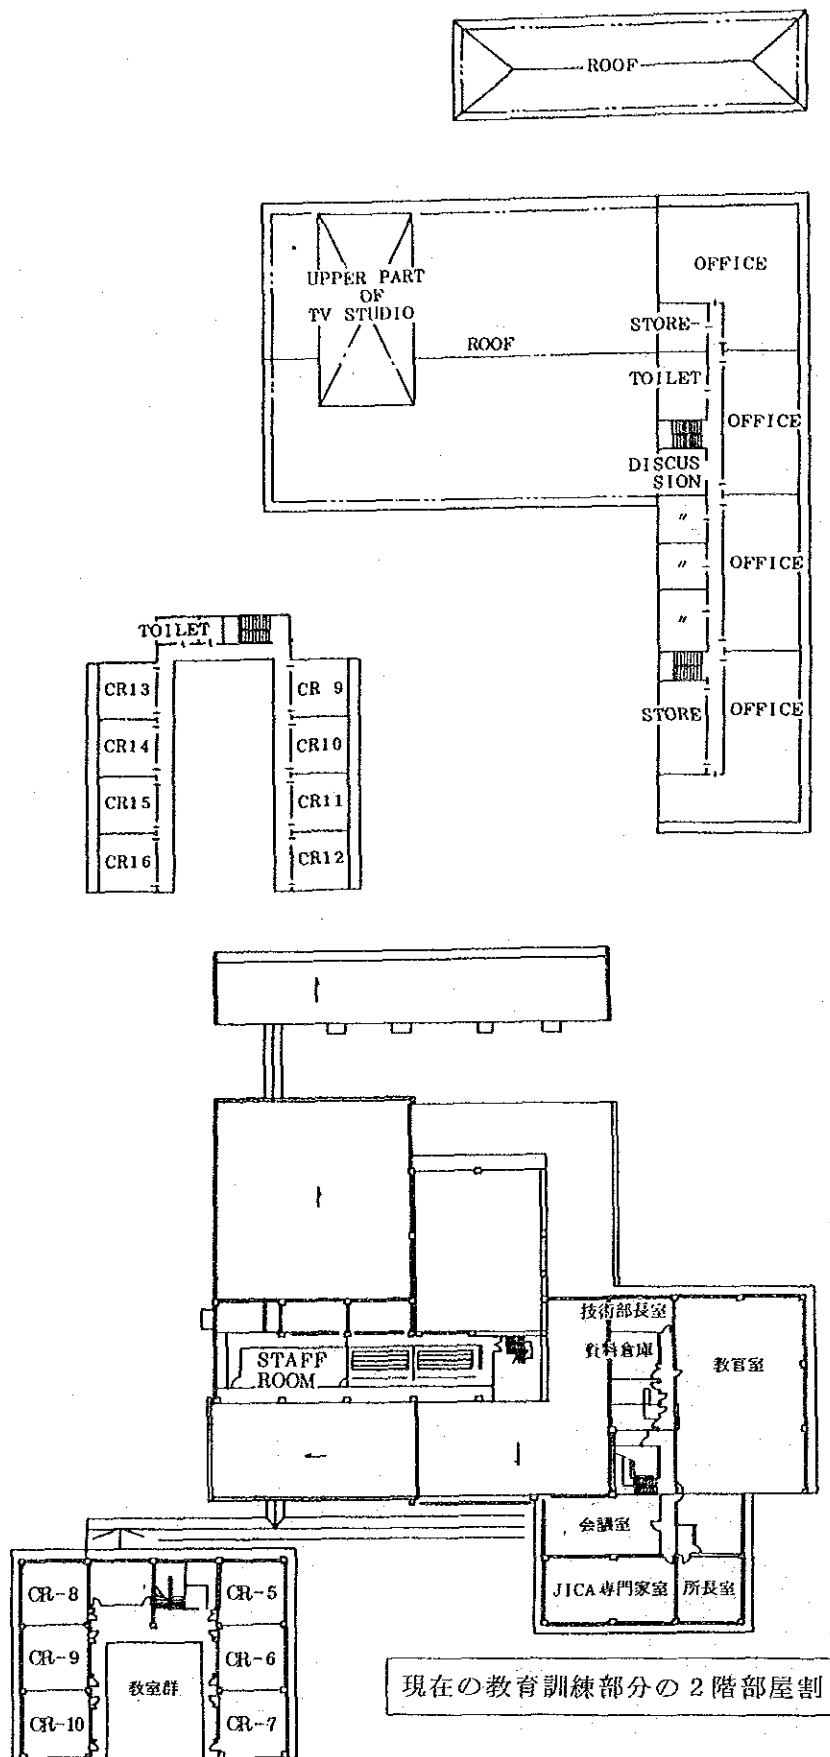 ROOF
OFFICE
UPPER PART
OF
TV STUDIO
STORE
ROOF
TOILET
OFFICE
DISCUS
SION
〃
〃
OFFICE
〃
TOILET
CR13
CR 9
STORE
OFFICE
CR14
CR10
CR15
CR11
CR16
CR12
技術部長室
資料倉庫
教官室
STAFF
ROOM
会議室
JICA専門家室
所長室
CR-8
CR-5
CR-9
CR-6
教室群
CR-10
CR-7
現在の教育訓練部分の2階部屋割